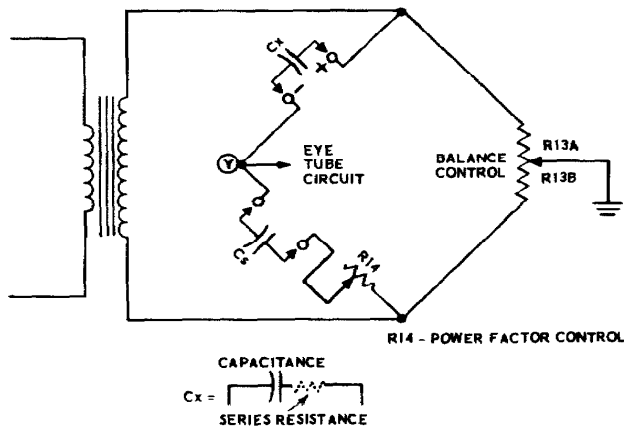 Cx
+
-
Y
EYE
TUBE
CIRCUIT
BALANCE
CONTROL
R13A
R13B
Cs
R14
R14 - POWER FACTOR CONTROL
CAPACITANCE
Cx =
SERIES RESISTANCE